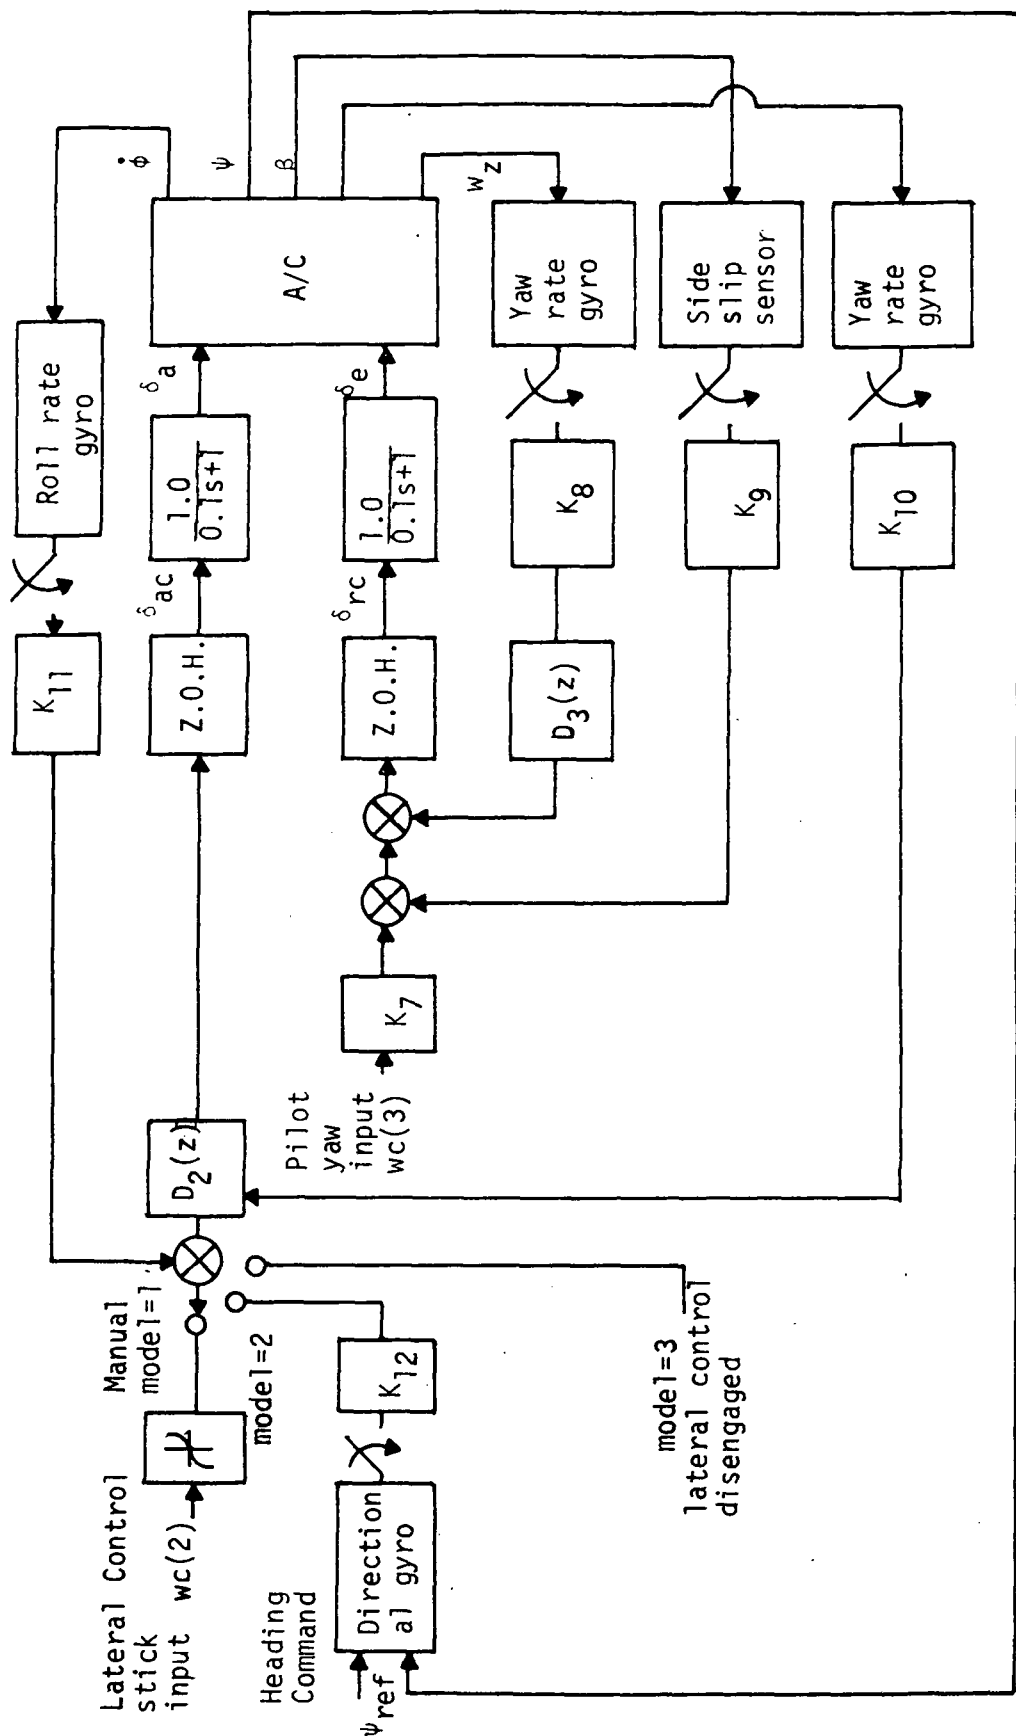 Lateral Control
stick
input wc(2)
Manual
model=1
model=2
Heading
Command
ψref
Direction
al gyro
K12
model=3
lateral control
disengaged
D2(z)
K11
Roll rate
gyro
φ̇
Z.O.H.
δac
1.0
0.1s+1
δa
Pilot
yaw
input
wc(3)
K7
Z.O.H.
δrc
1.0
0.1s+1
δe
A/C
ψ
β
wz
D3(z)
K8
Yaw
rate
gyro
K9
Side
slip
sensor
K10
Yaw
rate
gyro